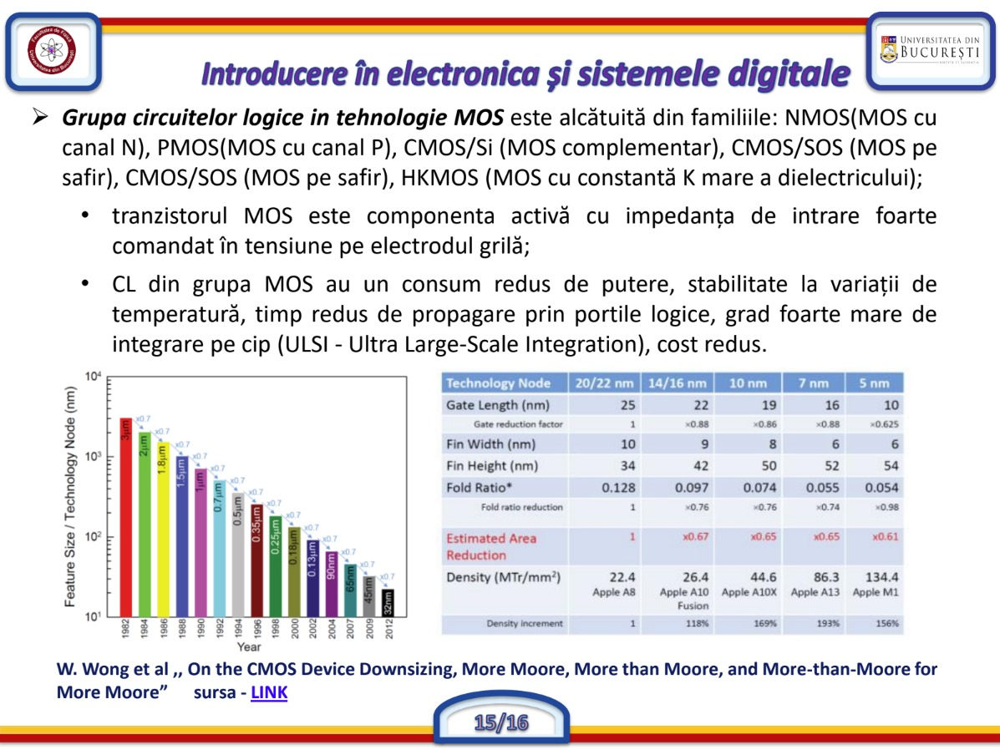 Facultatea de Fizică
Universitatea din București
UNIVERSITATEA DIN
BUCUREȘTI
Introducere în electronica și sistemele digitale
➢ Grupa circuitelor logice in tehnologie MOS este alcătuită din familiile: NMOS(MOS cu
canal N), PMOS(MOS cu canal P), CMOS/Si (MOS complementar), CMOS/SOS (MOS pe
safir), CMOS/SOS (MOS pe safir), HKMOS (MOS cu constantă K mare a dielectricului);
• tranzistorul MOS este componenta activă cu impedanța de intrare foarte
comandat în tensiune pe electrodul grilă;
• CL din grupa MOS au un consum redus de putere, stabilitate la variații de
temperatură, timp redus de propagare prin portile logice, grad foarte mare de
integrare pe cip (ULSI - Ultra Large-Scale Integration), cost redus.
Feature Size / Technology Node (nm)
10⁴
10³
10²
10¹
x0.7
x0.7
x0.7
x0.7
x0.7
x0.7
x0.7
x0.7
x0.7
x0.7
x0.7
x0.7
x0.7
x0.7
3μm
2μm
1.8μm
1.5μm
1μm
0.7μm
0.5μm
0.35μm
0.25μm
0.18μm
0.13μm
90nm
65nm
45nm
32nm
1982 1984 1986 1988 1990 1992 1994 1996 1998 2000 2002 2004 2007 2009 2012
Year
Technology Node 20/22 nm 14/16 nm 10 nm 7 nm 5 nm
Gate Length (nm) 25 22 19 16 10
Gate reduction factor 1 ×0.88 ×0.86 ×0.88 ×0.625
Fin Width (nm) 10 9 8 6 6
Fin Height (nm) 34 42 50 52 54
Fold Ratio* 0.128 0.097 0.074 0.055 0.054
Fold ratio reduction 1 ×0.76 ×0.76 ×0.74 ×0.98
Estimated Area 1 x0.67 x0.65 x0.65 x0.61
Reduction
Density (MTr/mm²) 22.4 26.4 44.6 86.3 134.4
Apple A8 Apple A10 Apple A10X Apple A13 Apple M1
Fusion
Density increment 1 118% 169% 193% 156%
W. Wong et al ,, On the CMOS Device Downsizing, More Moore, More than Moore, and More-than-Moore for
More Moore” sursa - LINK
15/16